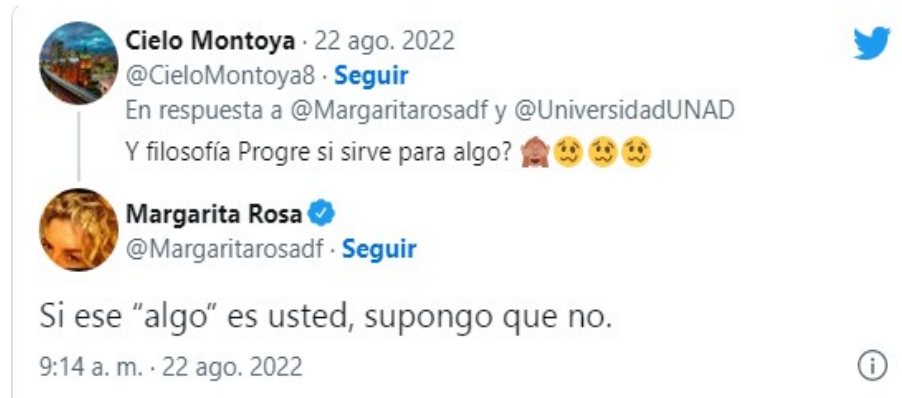 Cielo Montoya · 22 ago. 2022
@CieloMontoya8 · Seguir
En respuesta a @Margaritarosadf y @UniversidadUNAD
Y filosofía Progre si sirve para algo? 🙈🥴🥴🥴
Margarita Rosa
@Margaritarosadf · Seguir
Si ese “algo” es usted, supongo que no.
9:14 a. m. · 22 ago. 2022